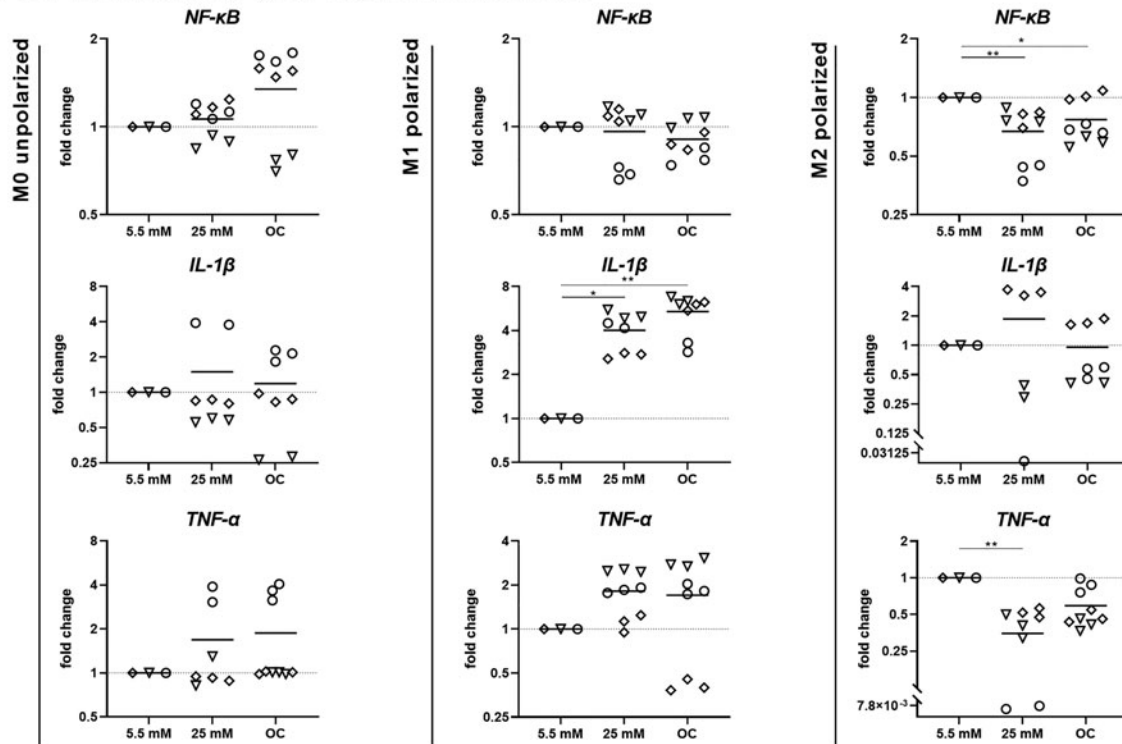 M0 unpolarized
NF-κB
fold change
2
1
0.5
5.5 mM 25 mM OC
IL-1β
fold change
8
4
2
1
0.5
0.25
5.5 mM 25 mM OC
TNF-α
fold change
8
4
2
1
0.5
5.5 mM 25 mM OC
M1 polarized
NF-κB
fold change
2
1
0.5
5.5 mM 25 mM OC
IL-1β
**
*
fold change
8
4
2
1
0.5
5.5 mM 25 mM OC
TNF-α
fold change
4
2
1
0.5
0.25
5.5 mM 25 mM OC
M2 polarized
NF-κB
*
**
fold change
2
1
0.5
0.25
5.5 mM 25 mM OC
IL-1β
fold change
4
2
1
0.5
0.25
0.125
0.03125
5.5 mM 25 mM OC
TNF-α
**
fold change
2
1
0.5
0.25
7.8×10⁻³
5.5 mM 25 mM OC